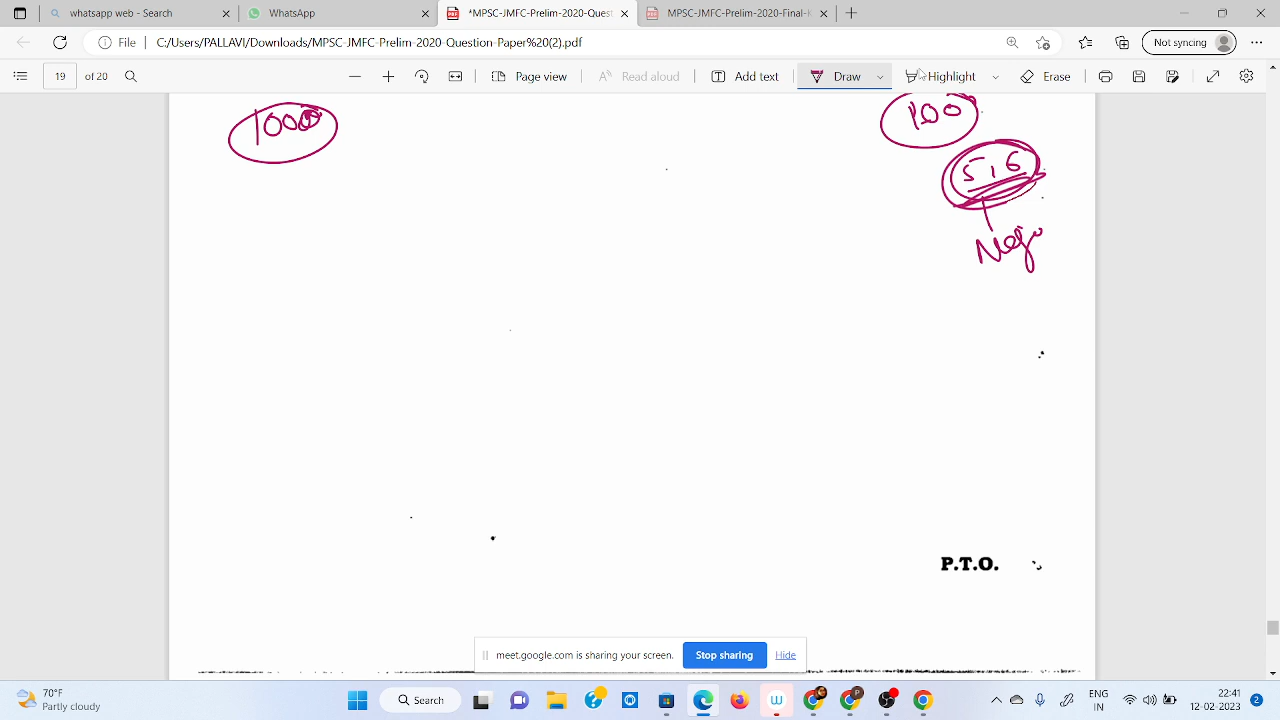 whatsapp web - Search
WhatsApp
*MPSC-JMFC-Prelim-2020-Quest
MPSC-JMFC-Prelim-2020-Final-K
File
C:/Users/PALLAVI/Downloads/MPSC-JMFC-Prelim-2020-Question-Paper%20(2).pdf
Not syncing
19 of 20
Page view
Read aloud
Add text
Draw
Highlight
Erase
1000
100
5, 6
P.T.O.
meet.google.com is sharing your screen.
Stop sharing
Hide
70°F
Partly cloudy
Search
ENG
IN
22:41
12-02-2023
2